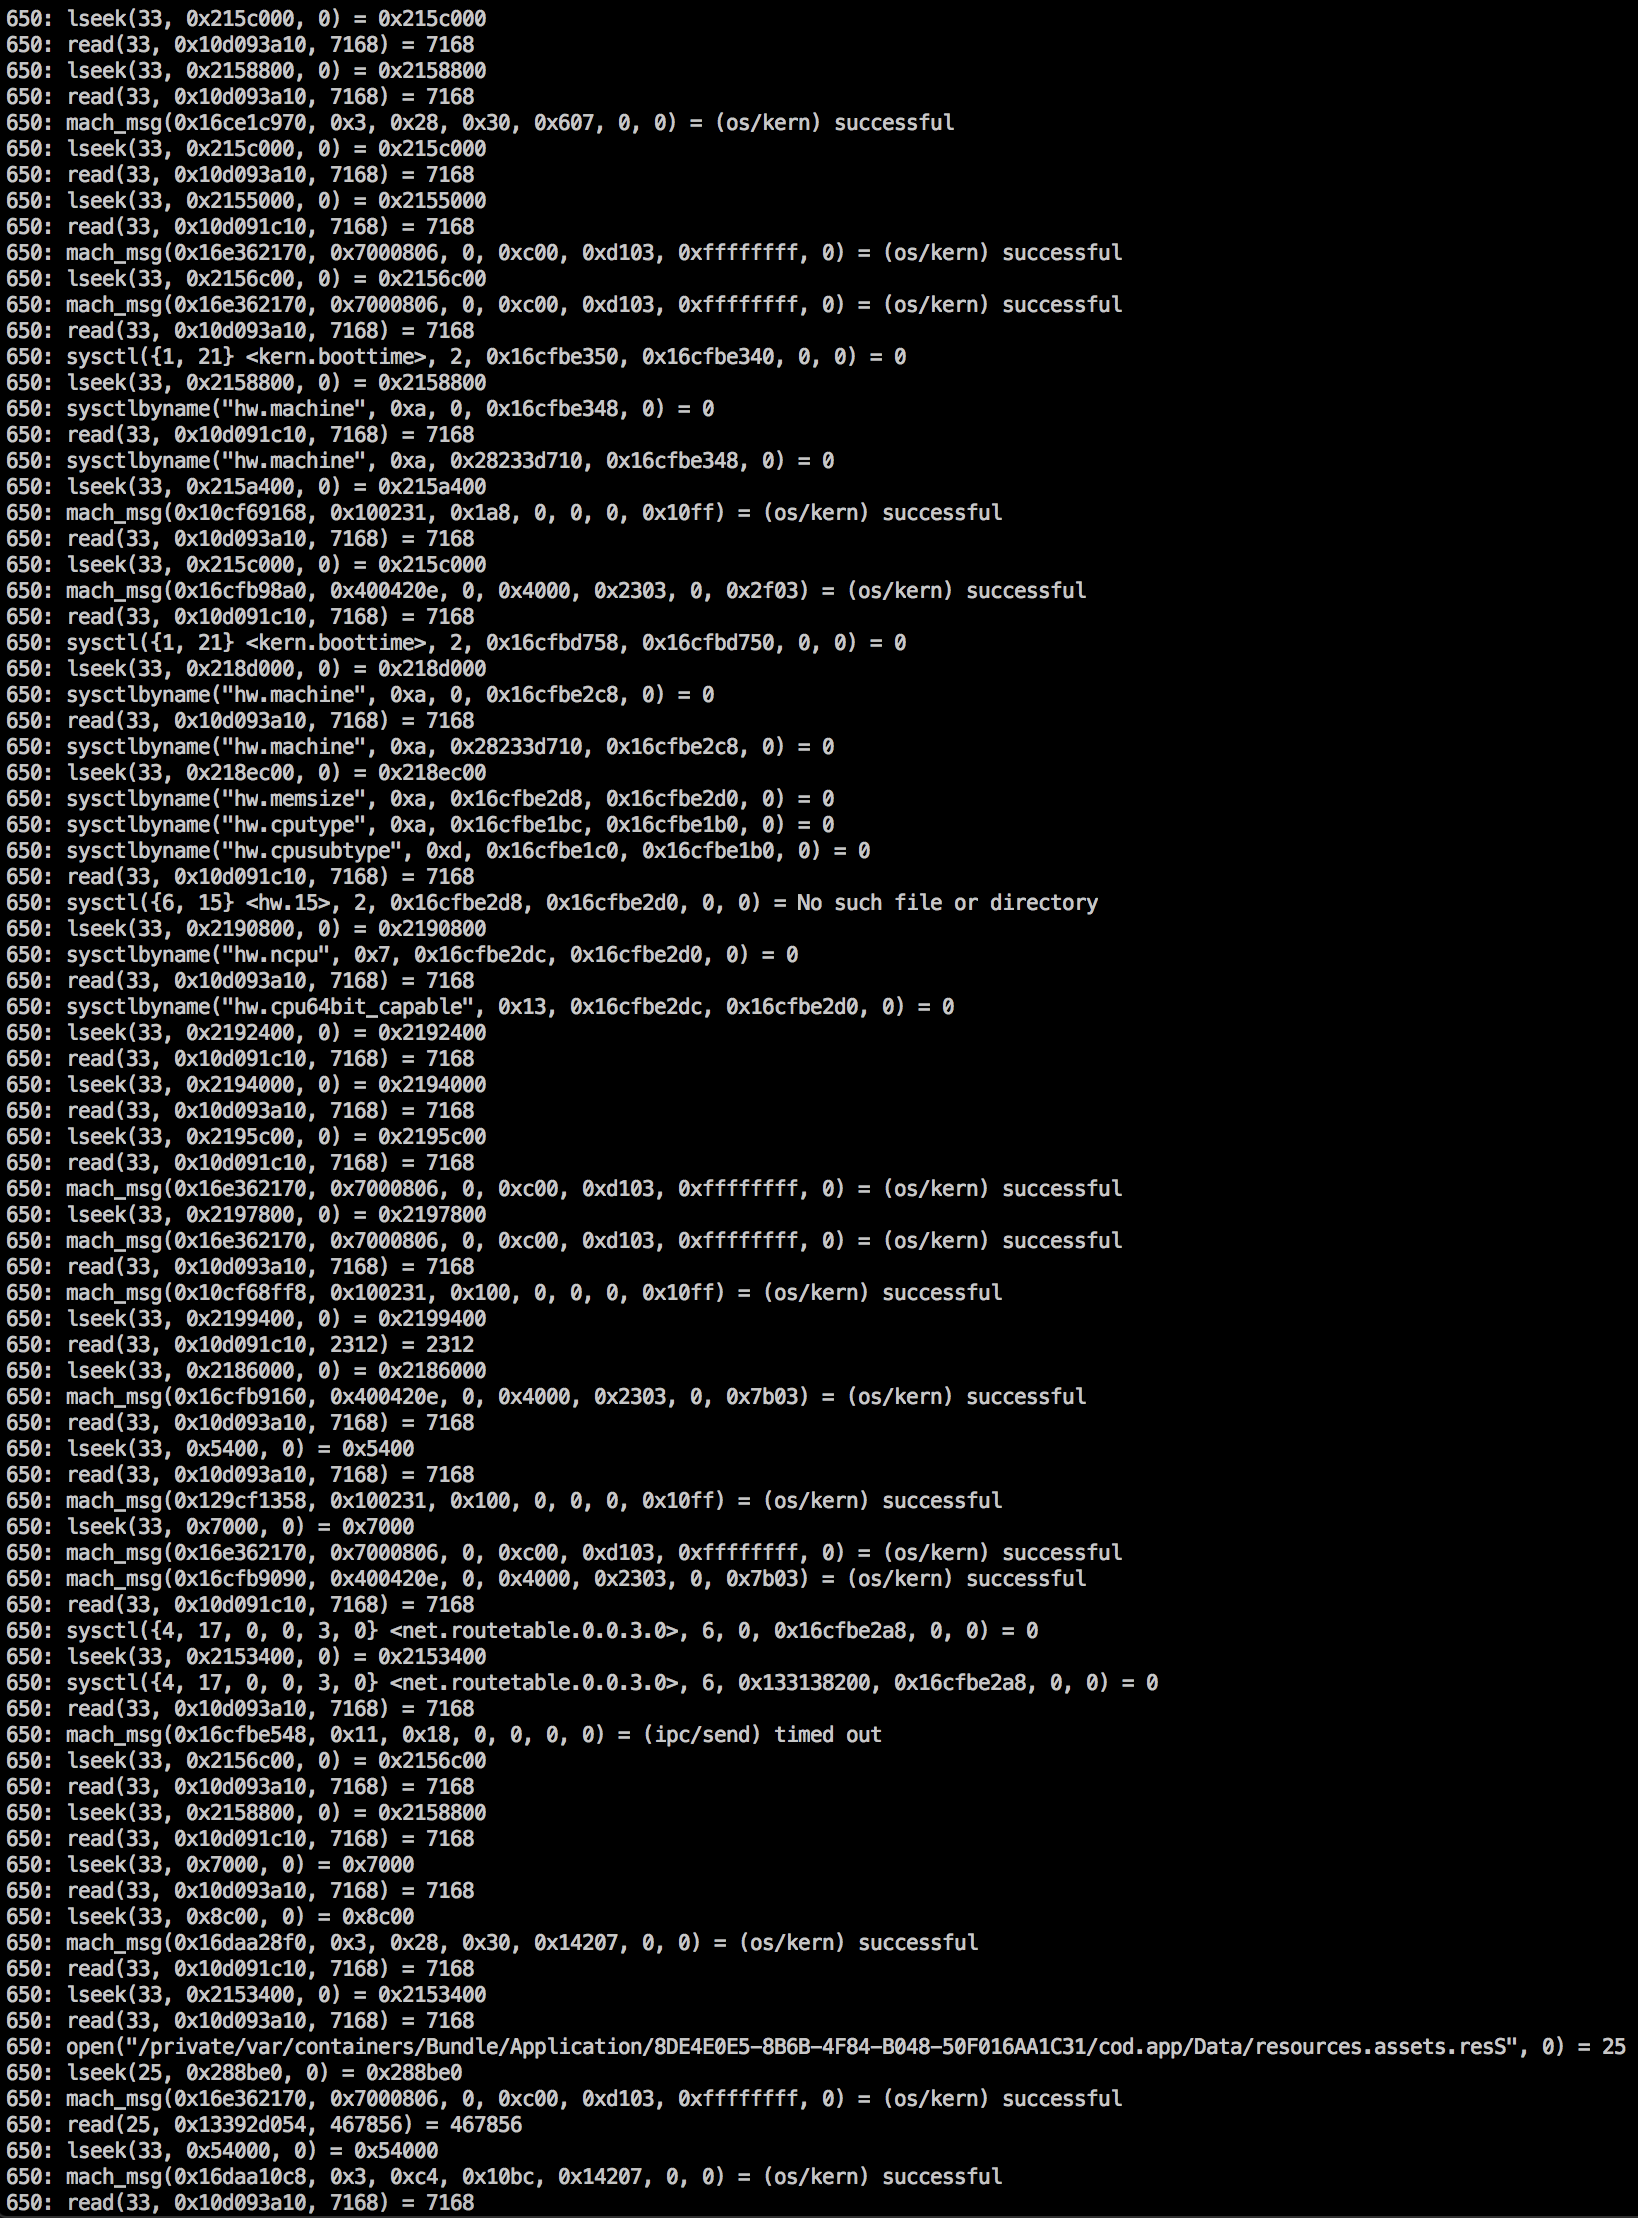 650: lseek(33, 0x215c000, 0) = 0x215c000
650: read(33, 0x10d093a10, 7168) = 7168
650: lseek(33, 0x2158800, 0) = 0x2158800
650: read(33, 0x10d093a10, 7168) = 7168
650: mach_msg(0x16ce1c970, 0x3, 0x28, 0x30, 0x607, 0, 0) = (os/kern) successful
650: lseek(33, 0x215c000, 0) = 0x215c000
650: read(33, 0x10d093a10, 7168) = 7168
650: lseek(33, 0x2155000, 0) = 0x2155000
650: read(33, 0x10d091c10, 7168) = 7168
650: mach_msg(0x16e362170, 0x7000806, 0, 0xc00, 0xd103, 0xffffffff, 0) = (os/kern) successful
650: lseek(33, 0x2156c00, 0) = 0x2156c00
650: mach_msg(0x16e362170, 0x7000806, 0, 0xc00, 0xd103, 0xffffffff, 0) = (os/kern) successful
650: read(33, 0x10d093a10, 7168) = 7168
650: sysctl({1, 21} <kern.boottime>, 2, 0x16cfbe350, 0x16cfbe340, 0, 0) = 0
650: lseek(33, 0x2158800, 0) = 0x2158800
650: sysctlbyname("hw.machine", 0xa, 0, 0x16cfbe348, 0) = 0
650: read(33, 0x10d091c10, 7168) = 7168
650: sysctlbyname("hw.machine", 0xa, 0x28233d710, 0x16cfbe348, 0) = 0
650: lseek(33, 0x215a400, 0) = 0x215a400
650: mach_msg(0x10cf69168, 0x100231, 0x1a8, 0, 0, 0, 0x10ff) = (os/kern) successful
650: read(33, 0x10d093a10, 7168) = 7168
650: lseek(33, 0x215c000, 0) = 0x215c000
650: mach_msg(0x16cfb98a0, 0x400420e, 0, 0x4000, 0x2303, 0, 0x2f03) = (os/kern) successful
650: read(33, 0x10d091c10, 7168) = 7168
650: sysctl({1, 21} <kern.boottime>, 2, 0x16cfbd758, 0x16cfbd750, 0, 0) = 0
650: lseek(33, 0x218d000, 0) = 0x218d000
650: sysctlbyname("hw.machine", 0xa, 0, 0x16cfbe2c8, 0) = 0
650: read(33, 0x10d093a10, 7168) = 7168
650: sysctlbyname("hw.machine", 0xa, 0x28233d710, 0x16cfbe2c8, 0) = 0
650: lseek(33, 0x218ec00, 0) = 0x218ec00
650: sysctlbyname("hw.memsize", 0xa, 0x16cfbe2d8, 0x16cfbe2d0, 0) = 0
650: sysctlbyname("hw.cputype", 0xa, 0x16cfbe1bc, 0x16cfbe1b0, 0) = 0
650: sysctlbyname("hw.cpusubtype", 0xd, 0x16cfbe1c0, 0x16cfbe1b0, 0) = 0
650: read(33, 0x10d091c10, 7168) = 7168
650: sysctl({6, 15} <hw.15>, 2, 0x16cfbe2d8, 0x16cfbe2d0, 0, 0) = No such file or directory
650: lseek(33, 0x2190800, 0) = 0x2190800
650: sysctlbyname("hw.ncpu", 0x7, 0x16cfbe2dc, 0x16cfbe2d0, 0) = 0
650: read(33, 0x10d093a10, 7168) = 7168
650: sysctlbyname("hw.cpu64bit_capable", 0x13, 0x16cfbe2dc, 0x16cfbe2d0, 0) = 0
650: lseek(33, 0x2192400, 0) = 0x2192400
650: read(33, 0x10d091c10, 7168) = 7168
650: lseek(33, 0x2194000, 0) = 0x2194000
650: read(33, 0x10d093a10, 7168) = 7168
650: lseek(33, 0x2195c00, 0) = 0x2195c00
650: read(33, 0x10d091c10, 7168) = 7168
650: mach_msg(0x16e362170, 0x7000806, 0, 0xc00, 0xd103, 0xffffffff, 0) = (os/kern) successful
650: lseek(33, 0x2197800, 0) = 0x2197800
650: mach_msg(0x16e362170, 0x7000806, 0, 0xc00, 0xd103, 0xffffffff, 0) = (os/kern) successful
650: read(33, 0x10d093a10, 7168) = 7168
650: mach_msg(0x10cf68ff8, 0x100231, 0x100, 0, 0, 0, 0x10ff) = (os/kern) successful
650: lseek(33, 0x2199400, 0) = 0x2199400
650: read(33, 0x10d091c10, 2312) = 2312
650: lseek(33, 0x2186000, 0) = 0x2186000
650: mach_msg(0x16cfb9160, 0x400420e, 0, 0x4000, 0x2303, 0, 0x7b03) = (os/kern) successful
650: read(33, 0x10d093a10, 7168) = 7168
650: lseek(33, 0x5400, 0) = 0x5400
650: read(33, 0x10d093a10, 7168) = 7168
650: mach_msg(0x129cf1358, 0x100231, 0x100, 0, 0, 0, 0x10ff) = (os/kern) successful
650: lseek(33, 0x7000, 0) = 0x7000
650: mach_msg(0x16e362170, 0x7000806, 0, 0xc00, 0xd103, 0xffffffff, 0) = (os/kern) successful
650: mach_msg(0x16cfb9090, 0x400420e, 0, 0x4000, 0x2303, 0, 0x7b03) = (os/kern) successful
650: read(33, 0x10d091c10, 7168) = 7168
650: sysctl({4, 17, 0, 0, 3, 0} <net.routetable.0.0.3.0>, 6, 0, 0x16cfbe2a8, 0, 0) = 0
650: lseek(33, 0x2153400, 0) = 0x2153400
650: sysctl({4, 17, 0, 0, 3, 0} <net.routetable.0.0.3.0>, 6, 0x133138200, 0x16cfbe2a8, 0, 0) = 0
650: read(33, 0x10d093a10, 7168) = 7168
650: mach_msg(0x16cfbe548, 0x11, 0x18, 0, 0, 0, 0) = (ipc/send) timed out
650: lseek(33, 0x2156c00, 0) = 0x2156c00
650: read(33, 0x10d093a10, 7168) = 7168
650: lseek(33, 0x2158800, 0) = 0x2158800
650: read(33, 0x10d091c10, 7168) = 7168
650: lseek(33, 0x7000, 0) = 0x7000
650: read(33, 0x10d093a10, 7168) = 7168
650: lseek(33, 0x8c00, 0) = 0x8c00
650: mach_msg(0x16daa28f0, 0x3, 0x28, 0x30, 0x14207, 0, 0) = (os/kern) successful
650: read(33, 0x10d091c10, 7168) = 7168
650: lseek(33, 0x2153400, 0) = 0x2153400
650: read(33, 0x10d093a10, 7168) = 7168
650: open("/private/var/containers/Bundle/Application/8DE4E0E5-8B6B-4F84-B048-50F016AA1C31/cod.app/Data/resources.assets.resS", 0) = 25
650: lseek(25, 0x288be0, 0) = 0x288be0
650: mach_msg(0x16e362170, 0x7000806, 0, 0xc00, 0xd103, 0xffffffff, 0) = (os/kern) successful
650: read(25, 0x13392d054, 467856) = 467856
650: lseek(33, 0x54000, 0) = 0x54000
650: mach_msg(0x16daa10c8, 0x3, 0xc4, 0x10bc, 0x14207, 0, 0) = (os/kern) successful
650: read(33, 0x10d093a10, 7168) = 7168